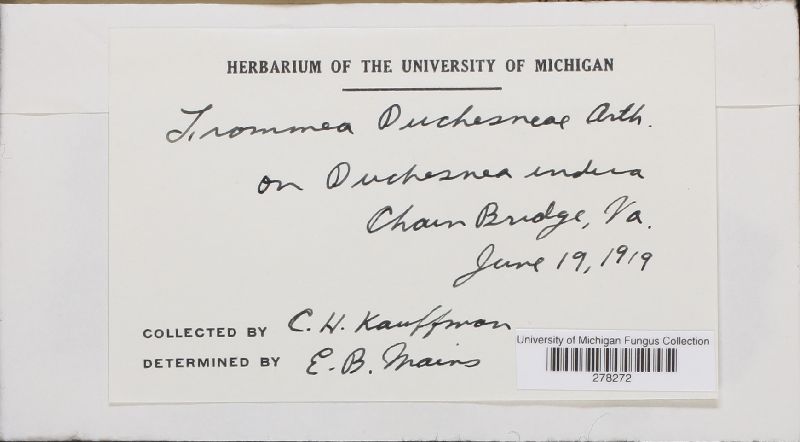 HERBARIUM OF THE UNIVERSITY OF MICHIGAN
Frommea Duchesneae Arth.
on Duchesnea indica
Chain Bridge, Va.
June 19, 1919
COLLECTED BY C. H. Kauffman
DETERMINED BY E. B. Mains
University of Michigan Fungus Collection
278272